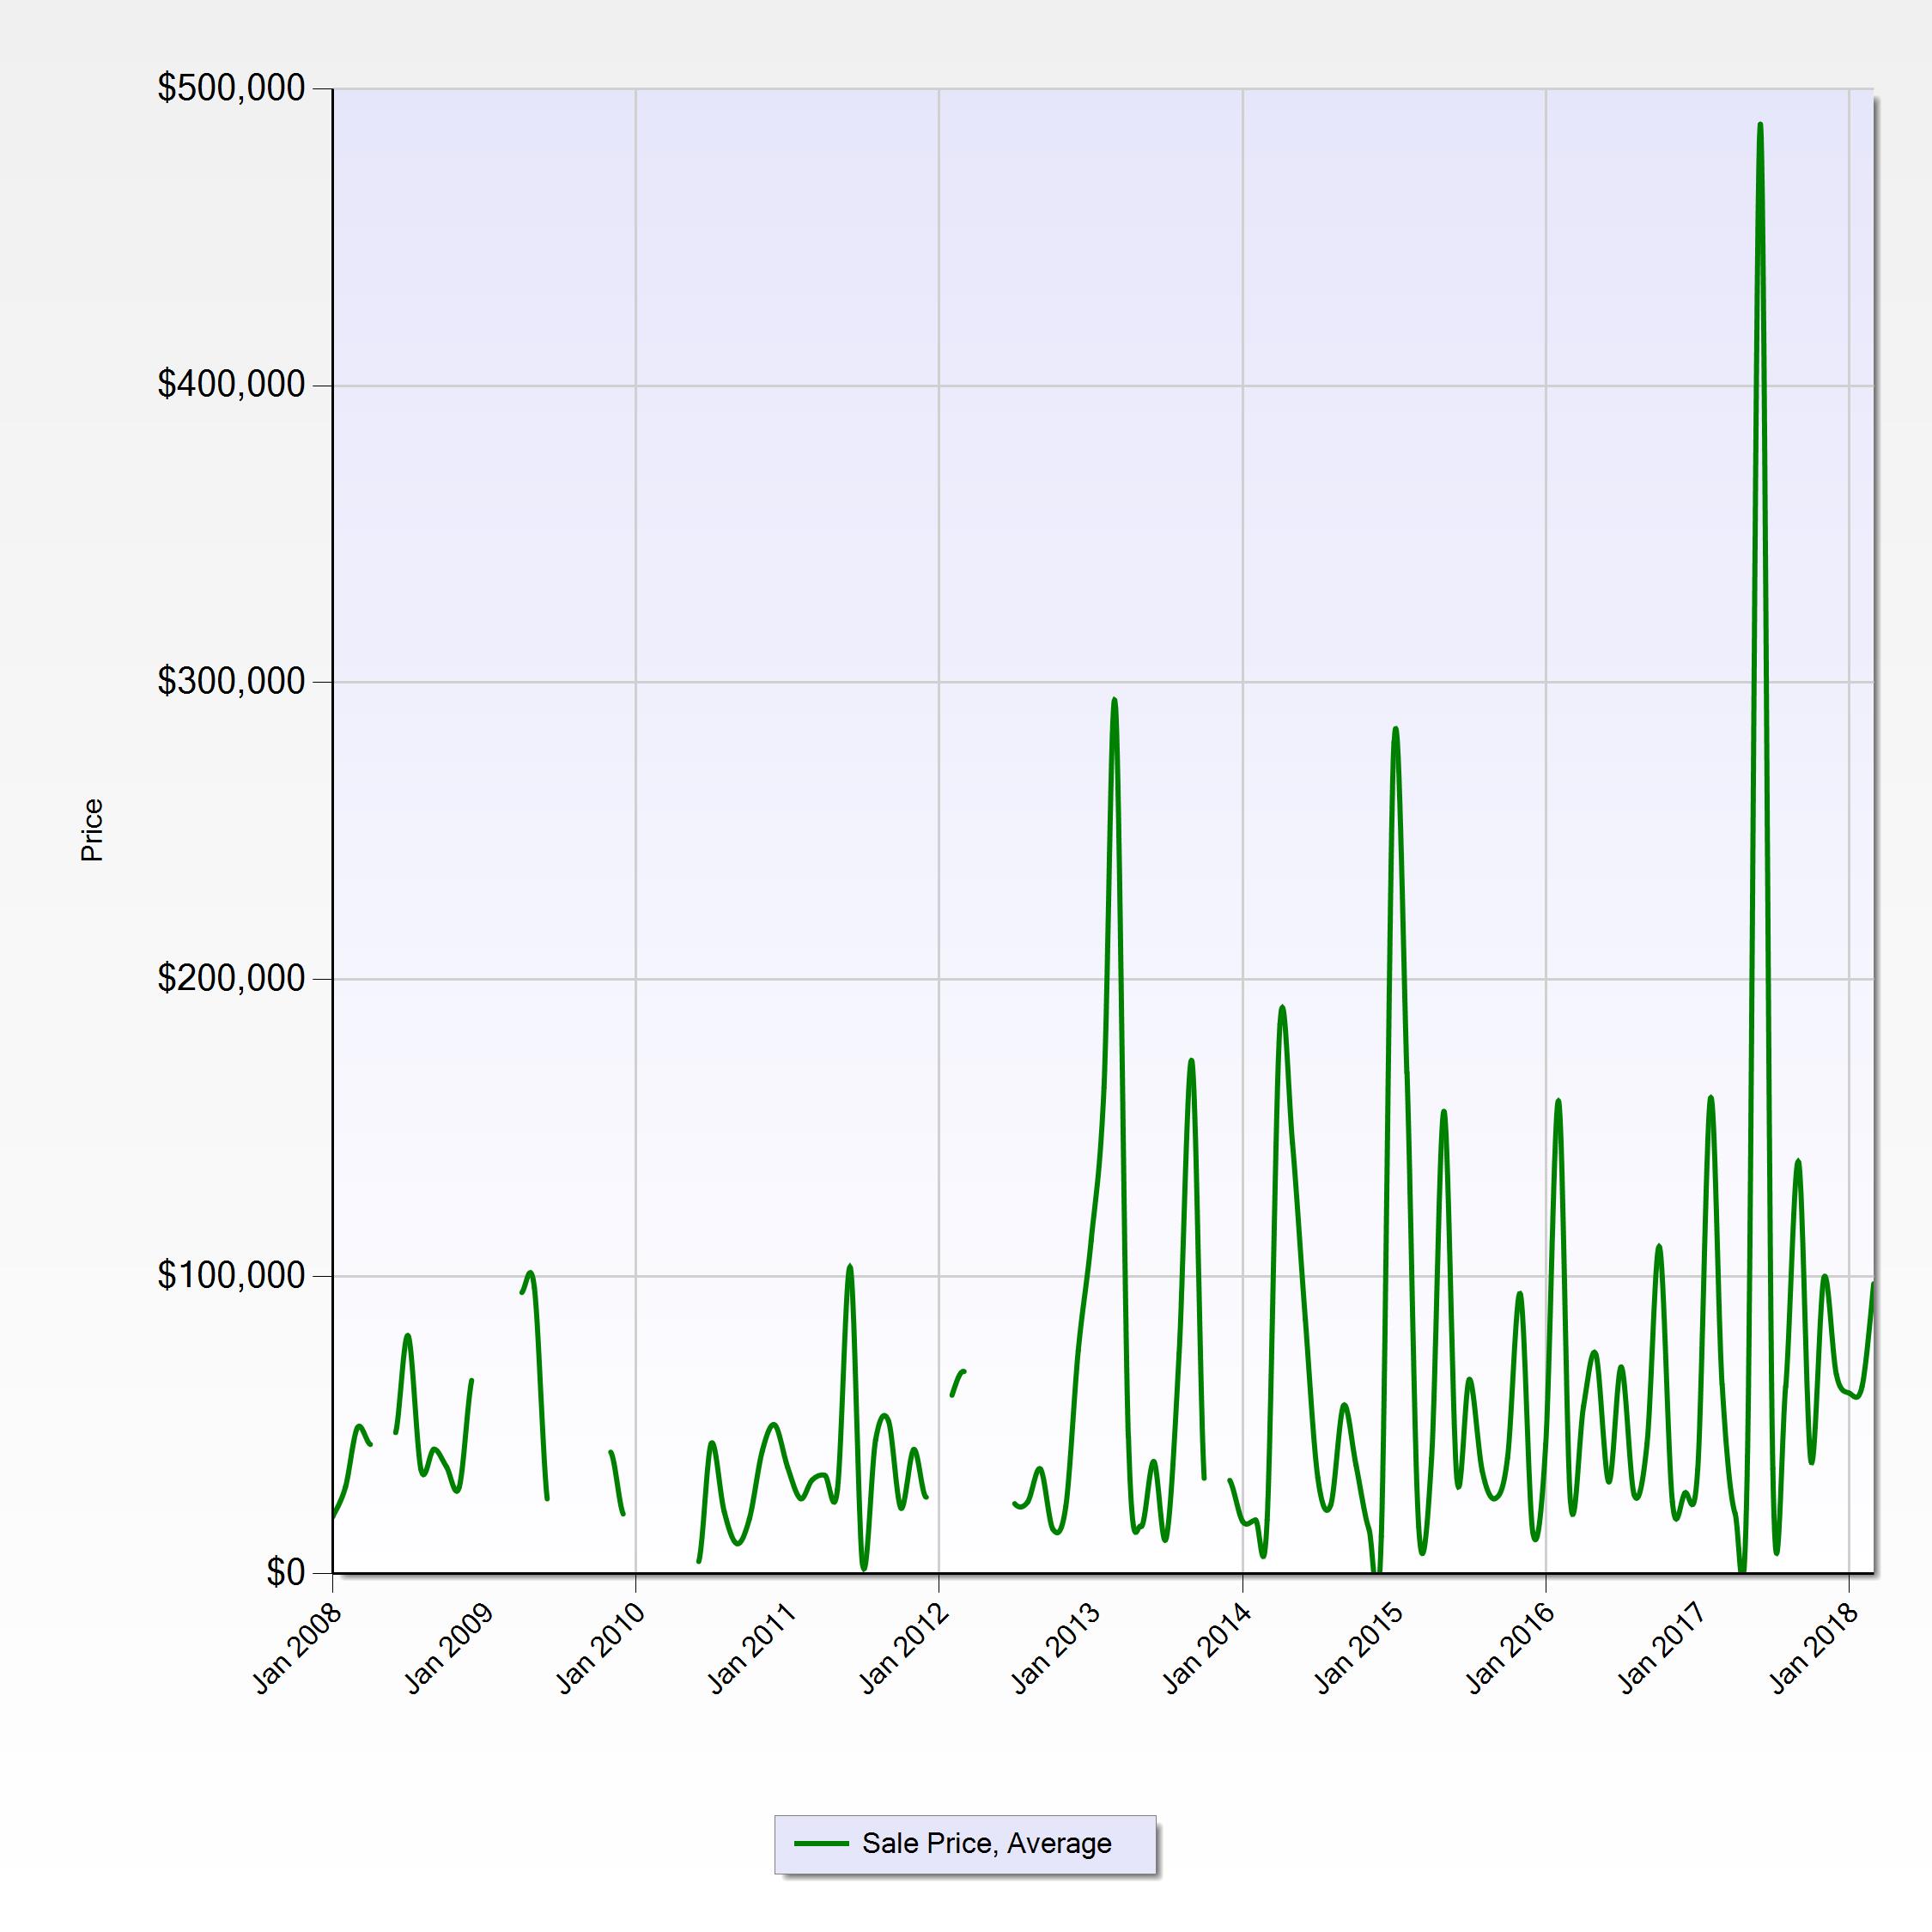 $500,000
$400,000
$300,000
$200,000
$100,000
$0
Price
Jan 2008
Jan 2009
Jan 2010
Jan 2011
Jan 2012
Jan 2013
Jan 2014
Jan 2015
Jan 2016
Jan 2017
Jan 2018
Sale Price, Average